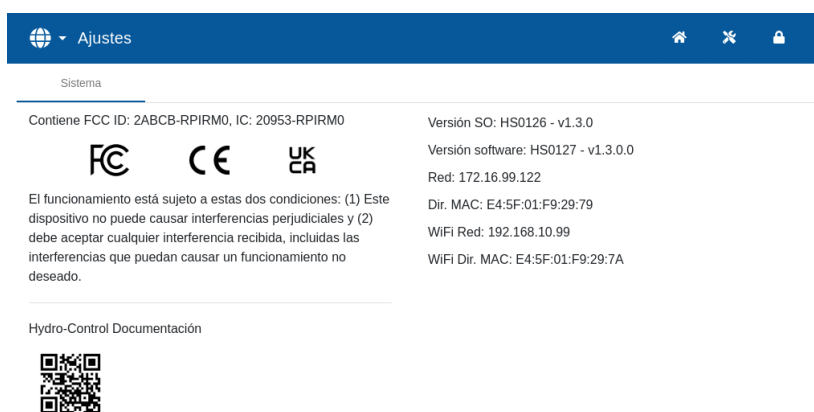 Ajustes
Sistema
Contiene FCC ID: 2ABCB-RPIRM0, IC: 20953-RPIRM0
FC CE UK
CA
El funcionamiento está sujeto a estas dos condiciones: (1) Este
dispositivo no puede causar interferencias perjudiciales y (2)
debe aceptar cualquier interferencia recibida, incluidas las
interferencias que puedan causar un funcionamiento no
deseado.
Hydro-Control Documentación
Versión SO: HS0126 - v1.3.0
Versión software: HS0127 - v1.3.0.0
Red: 172.16.99.122
Dir. MAC: E4:5F:01:F9:29:79
WiFi Red: 192.168.10.99
WiFi Dir. MAC: E4:5F:01:F9:29:7A